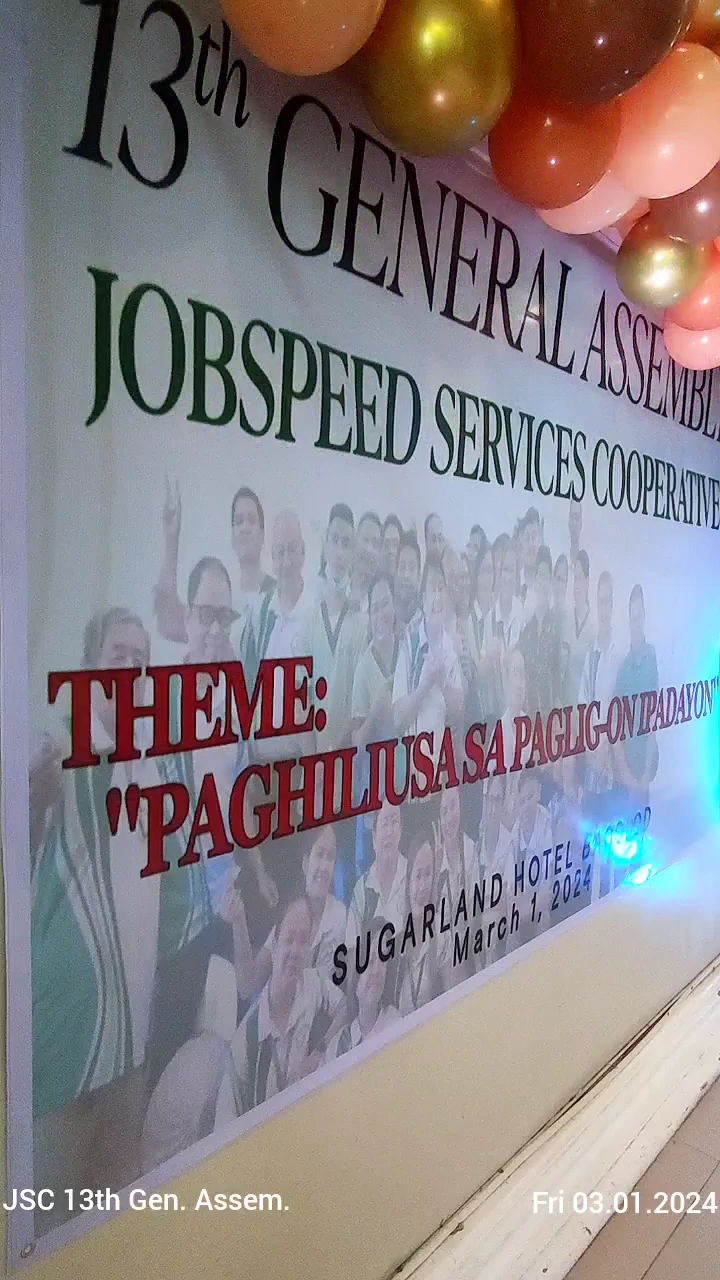 13th GENERAL ASSEMBL
JOBSPEED SERVICES COOPERATIVE
THEME:
"PAGHILIUSA SA PAGLIG-ON IPADAYON"
SUGARLAND HOTEL
March 1, 2024
JSC 13th Gen. Assem.
Fri 03.01.2024